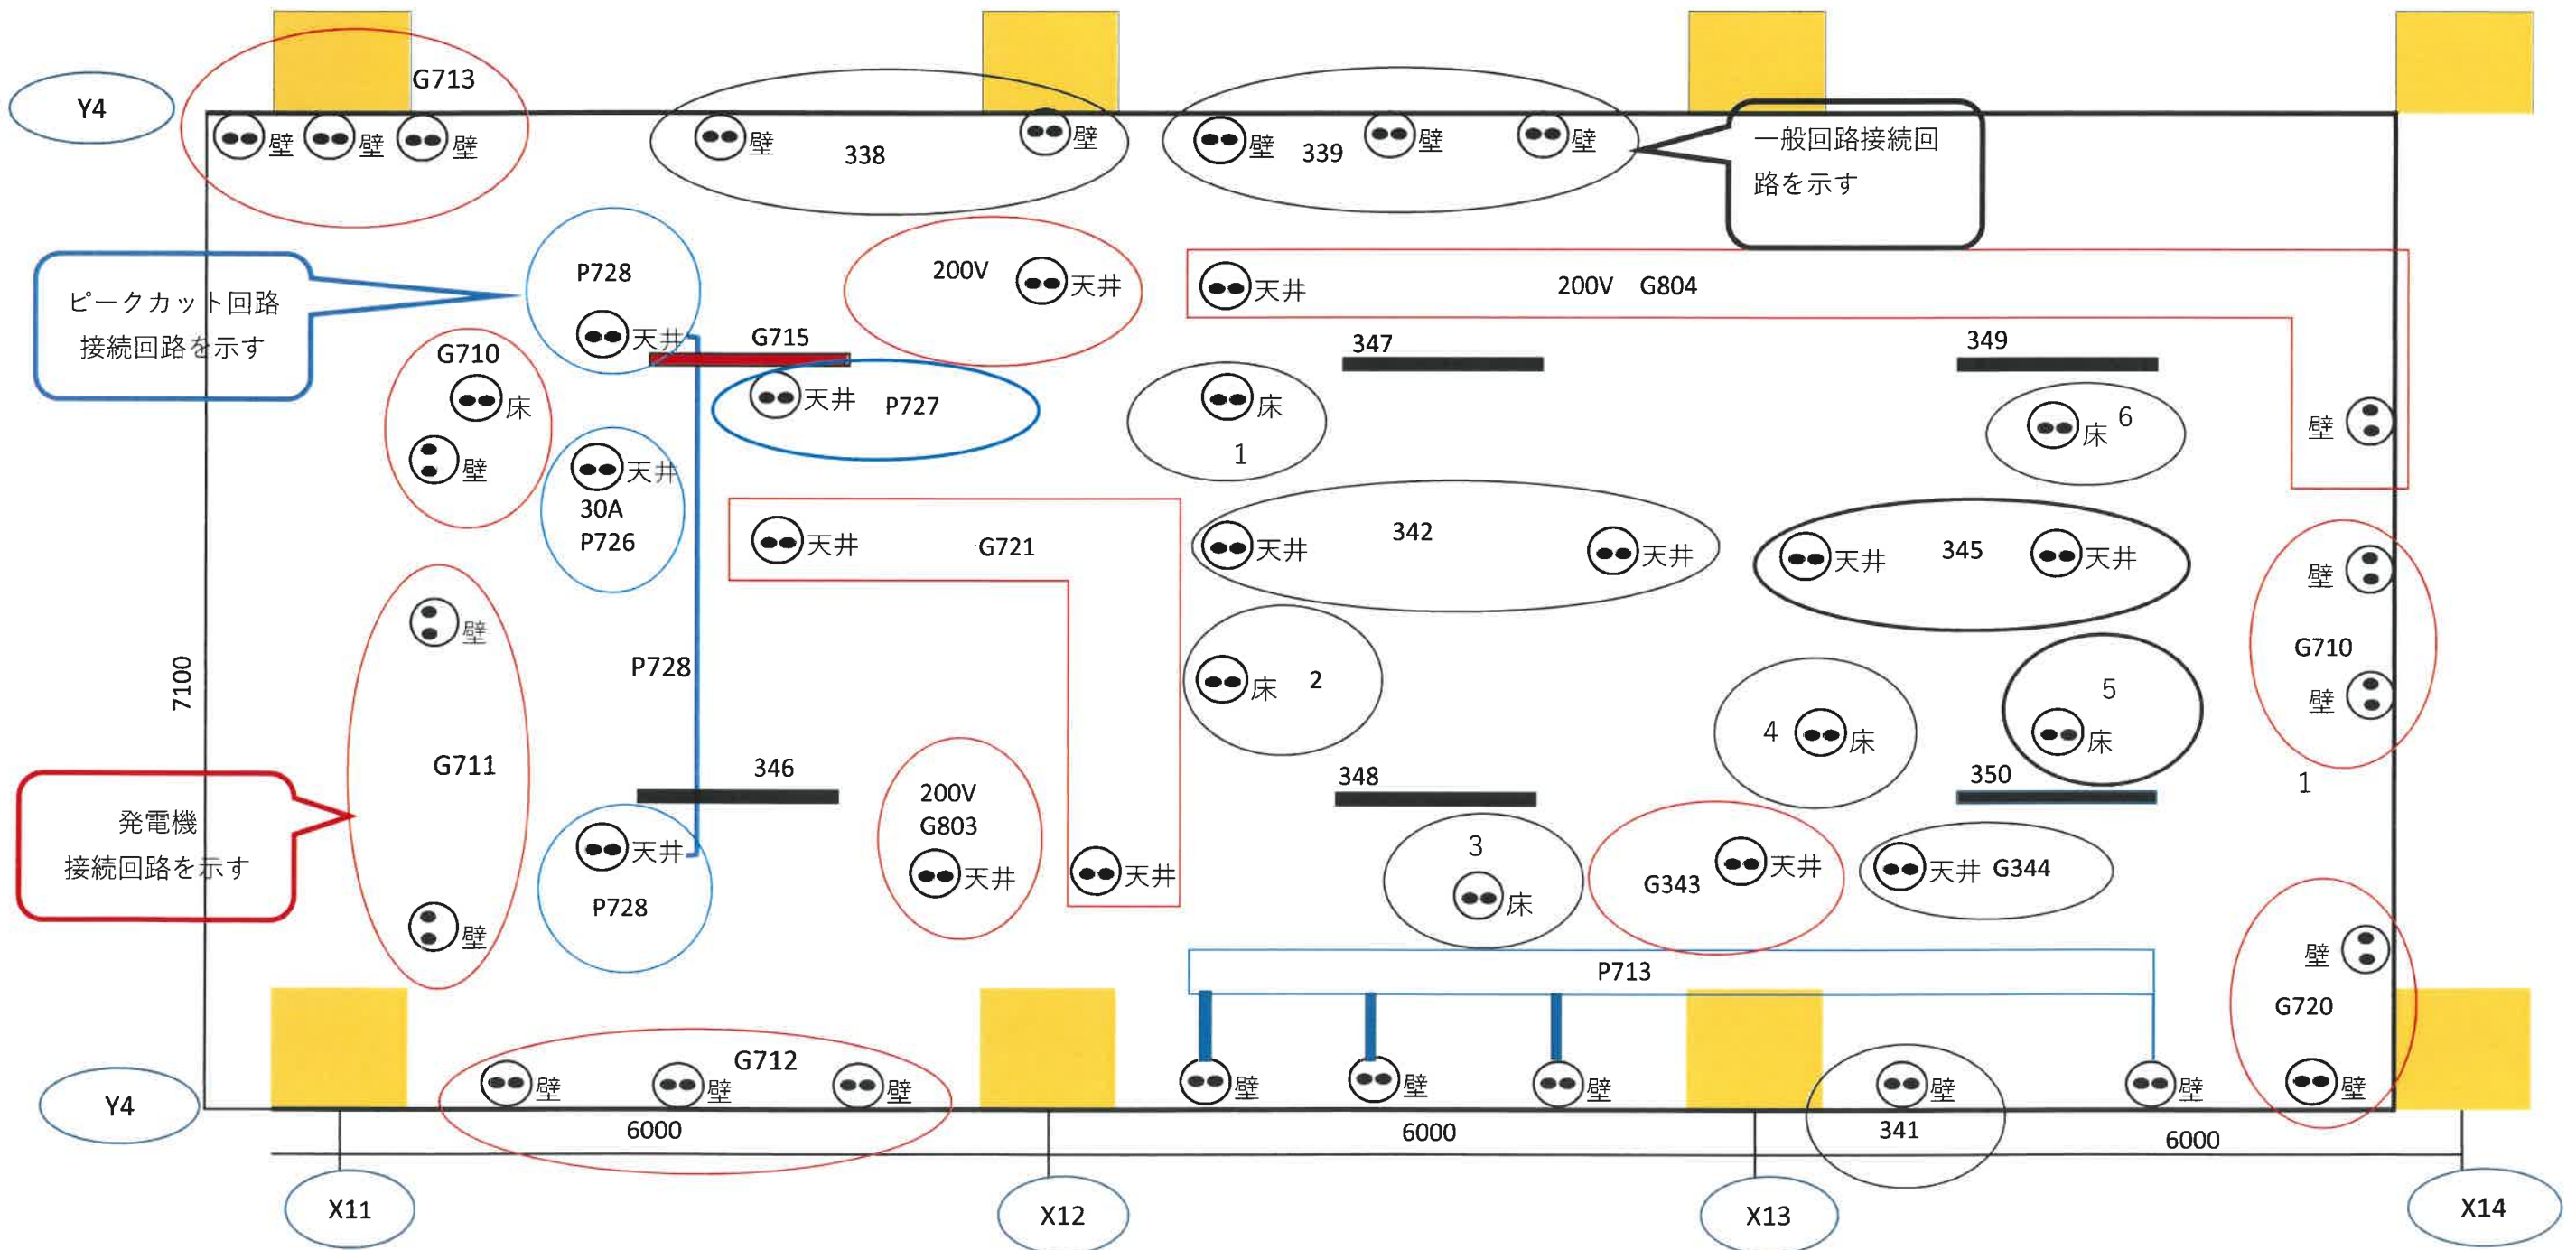 G713
Y4
壁 壁 壁
338
壁
壁
339
壁 壁 壁
一般回路接続回
路を示す
ピークカット回路
接続回路を示す
P728
天井
200V
天井
天井
200V G804
G715
347
349
G710
床
壁
天井
P727
床
1
床
6
壁
天井
30A
P726
天井
G721
天井
342
天井
天井
345
天井
壁
G710
壁
1
壁
G711
壁
7100
P728
床
2
4
床
5
床
346
348
350
発電機
接続回路を示す
天井
P728
200V
G803
天井
天井
3
床
G343
天井
天井
G344
P713
壁
G720
壁
G712
壁 壁 壁
壁 壁 壁
壁
341
壁
Y4
6000
6000
6000
X11
X12
X13
X14